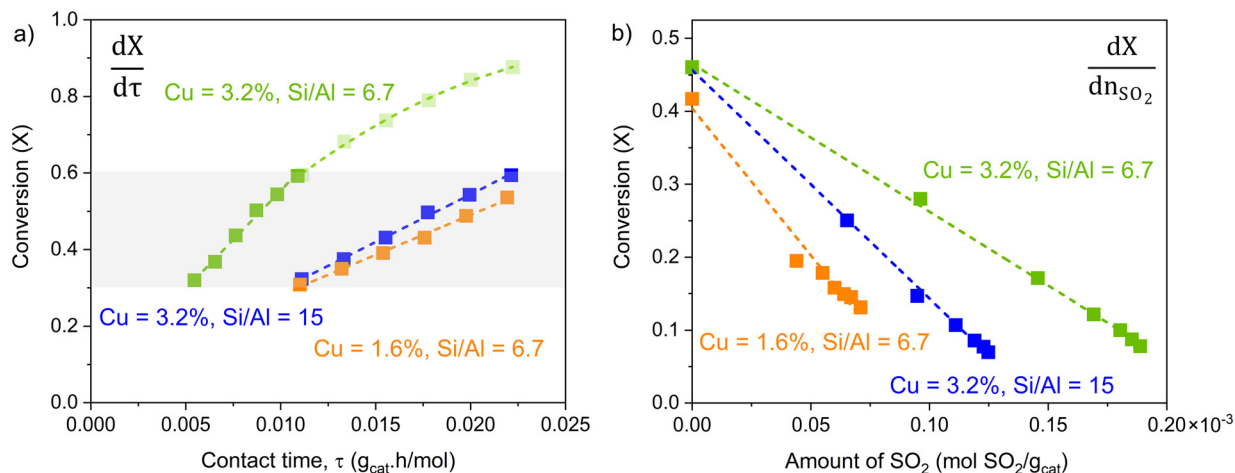 a)
dX
dτ
Cu = 3.2%, Si/Al = 6.7
Cu = 3.2%, Si/Al = 15
Cu = 1.6%, Si/Al = 6.7
Conversion (X)
1.0
0.8
0.6
0.4
0.2
0.0
0.000 0.005 0.010 0.015 0.020 0.025
Contact time, τ (g_cat.h/mol)
b)
dX
dn_SO₂
Cu = 3.2%, Si/Al = 6.7
Cu = 1.6%, Si/Al = 6.7
Cu = 3.2%, Si/Al = 15
Conversion (X)
0.5
0.4
0.3
0.2
0.1
0.0
0.00 0.05 0.10 0.15 0.20×10⁻³
Amount of SO₂ (mol SO₂/g_cat)